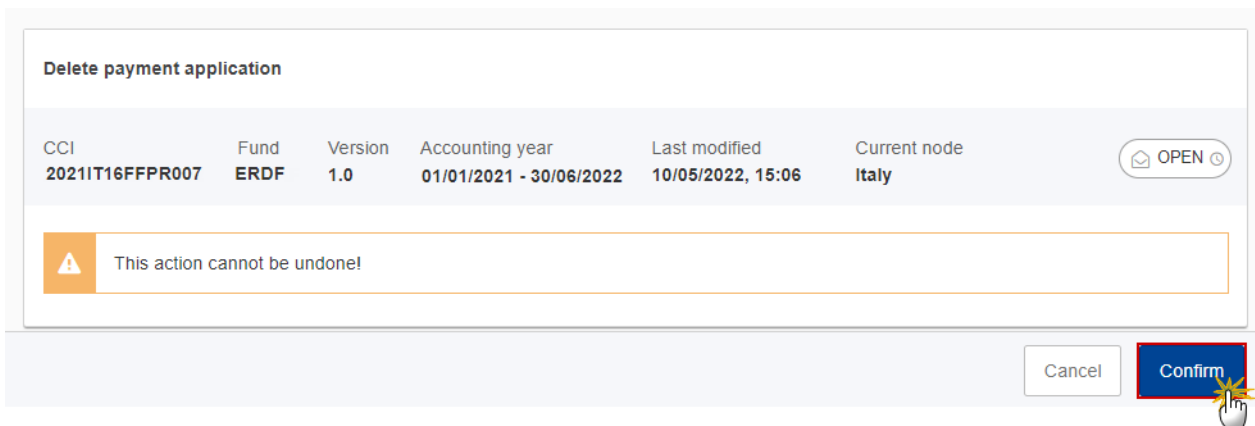 Delete payment application
CCI Fund Version Accounting year Last modified Current node
2021IT16FFPR007 ERDF 1.0 01/01/2021 - 30/06/2022 10/05/2022, 15:06 Italy OPEN
This action cannot be undone!
Cancel Confirm